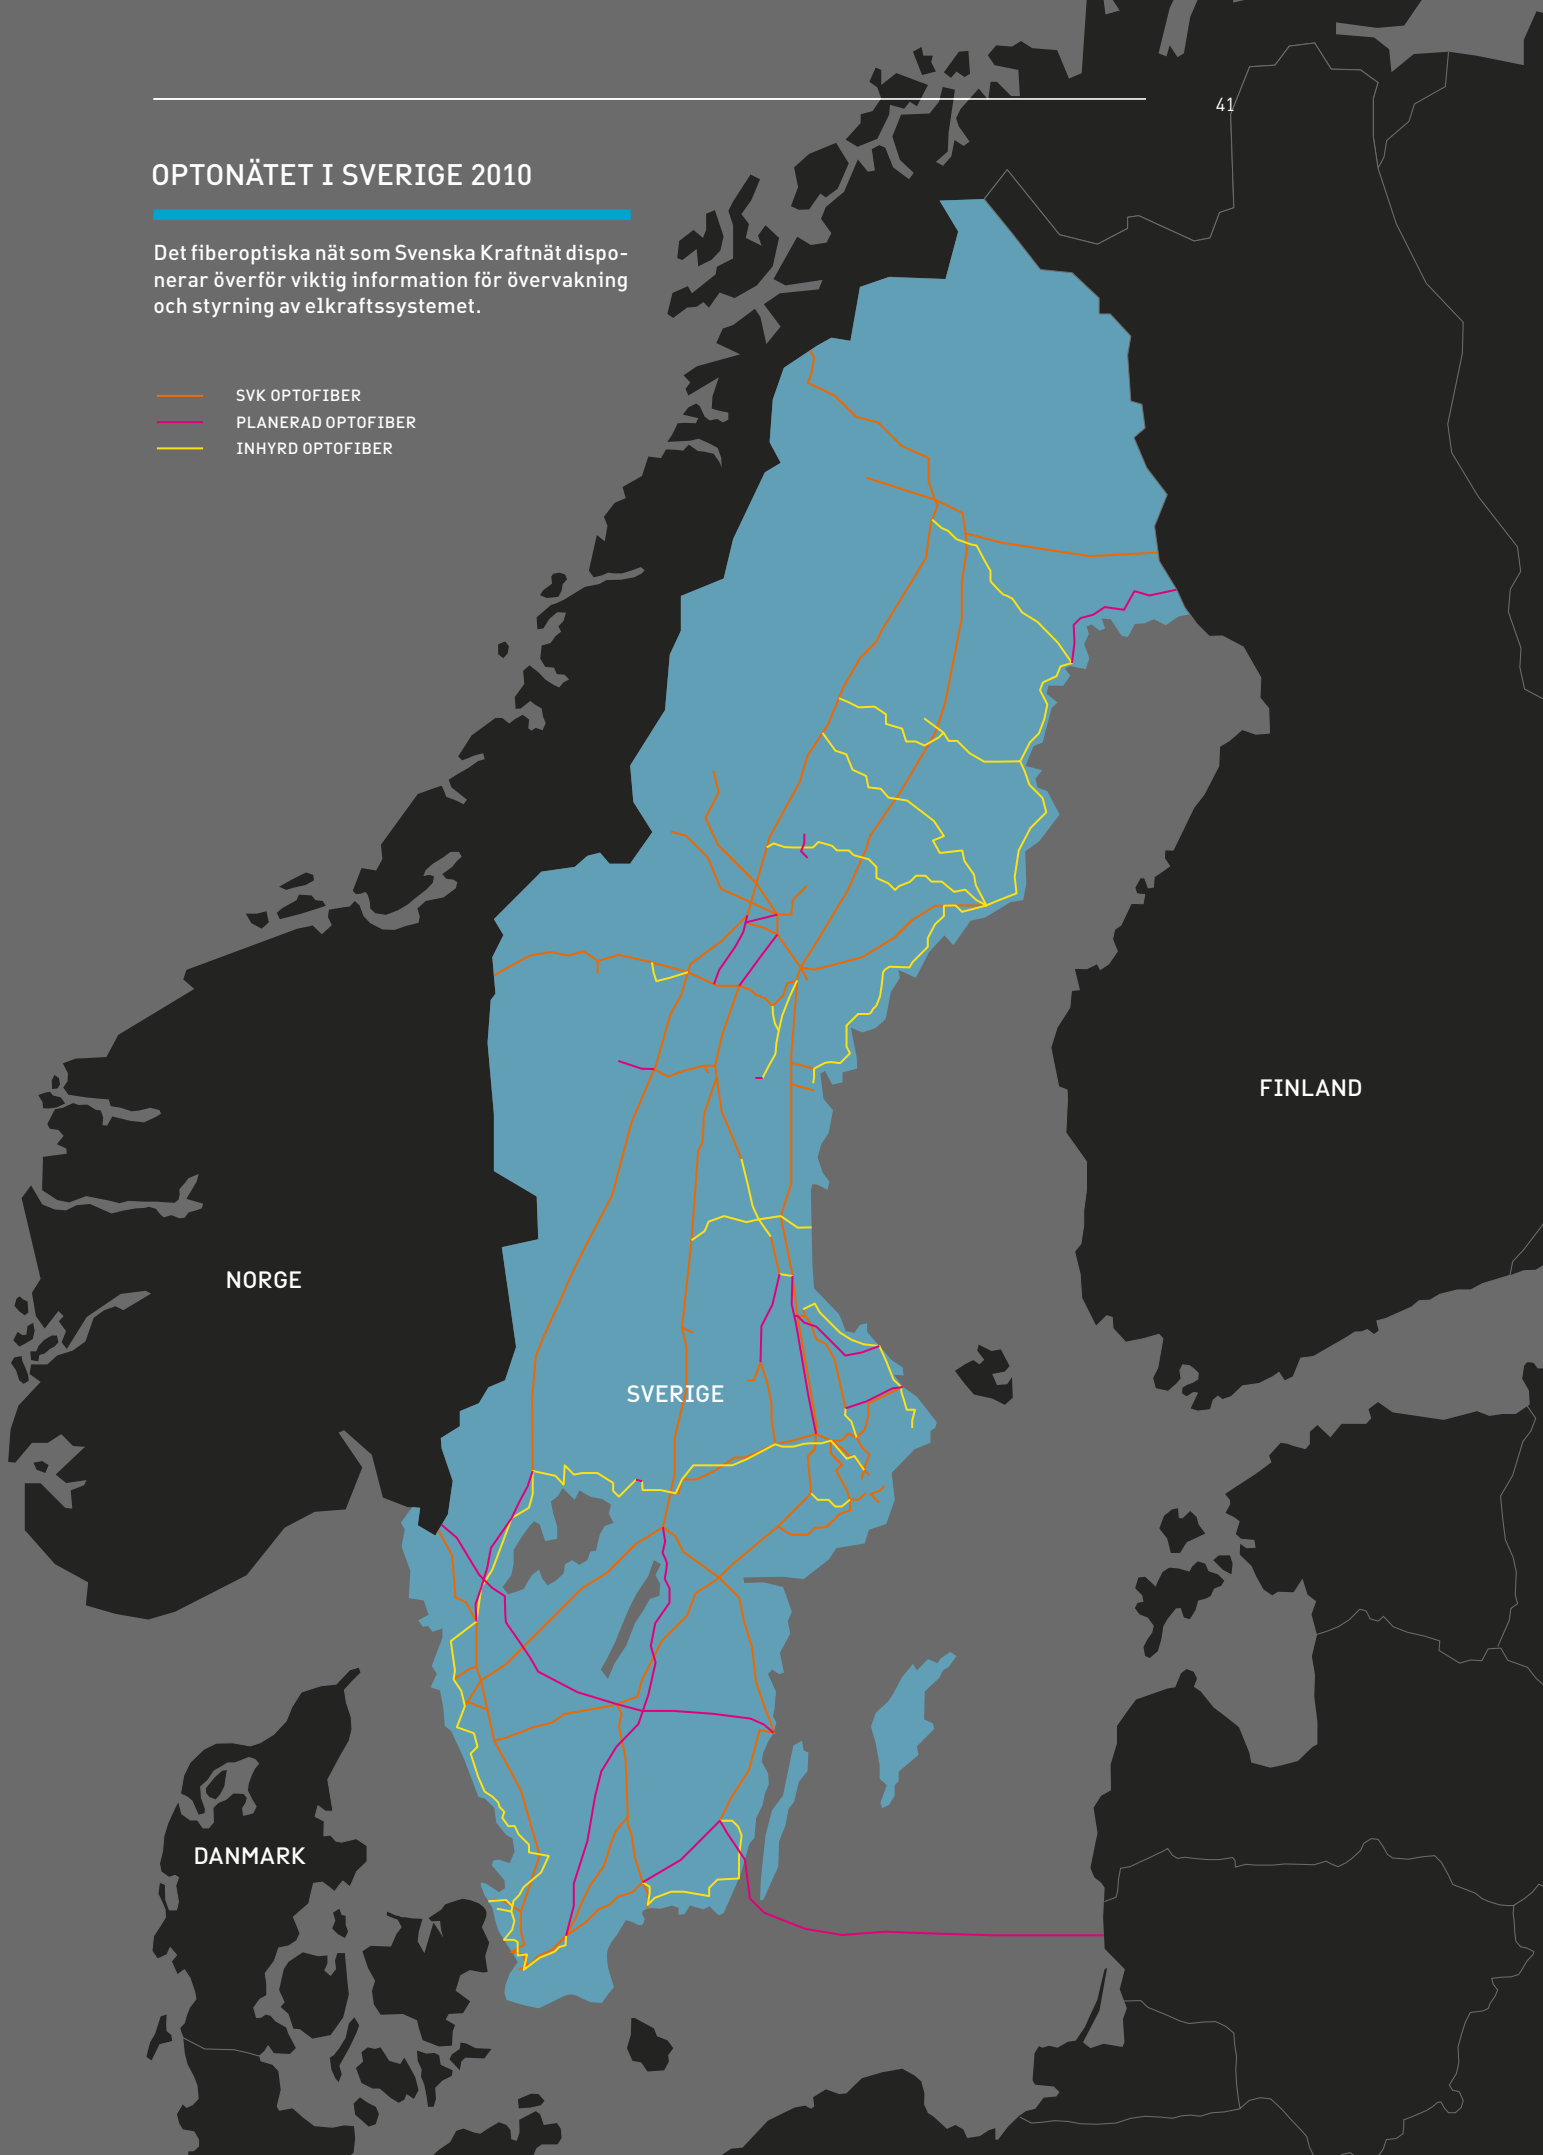 41
OPTONÄTET I SVERIGE 2010
Det fiberoptiska nät som Svenska Kraftnät dispo-
nerar överför viktig information för övervakning
och styrning av elkraftssystemet.
SVK OPTOFIBER
PLANERAD OPTOFIBER
INHYRD OPTOFIBER
FINLAND
NORGE
SVERIGE
DANMARK